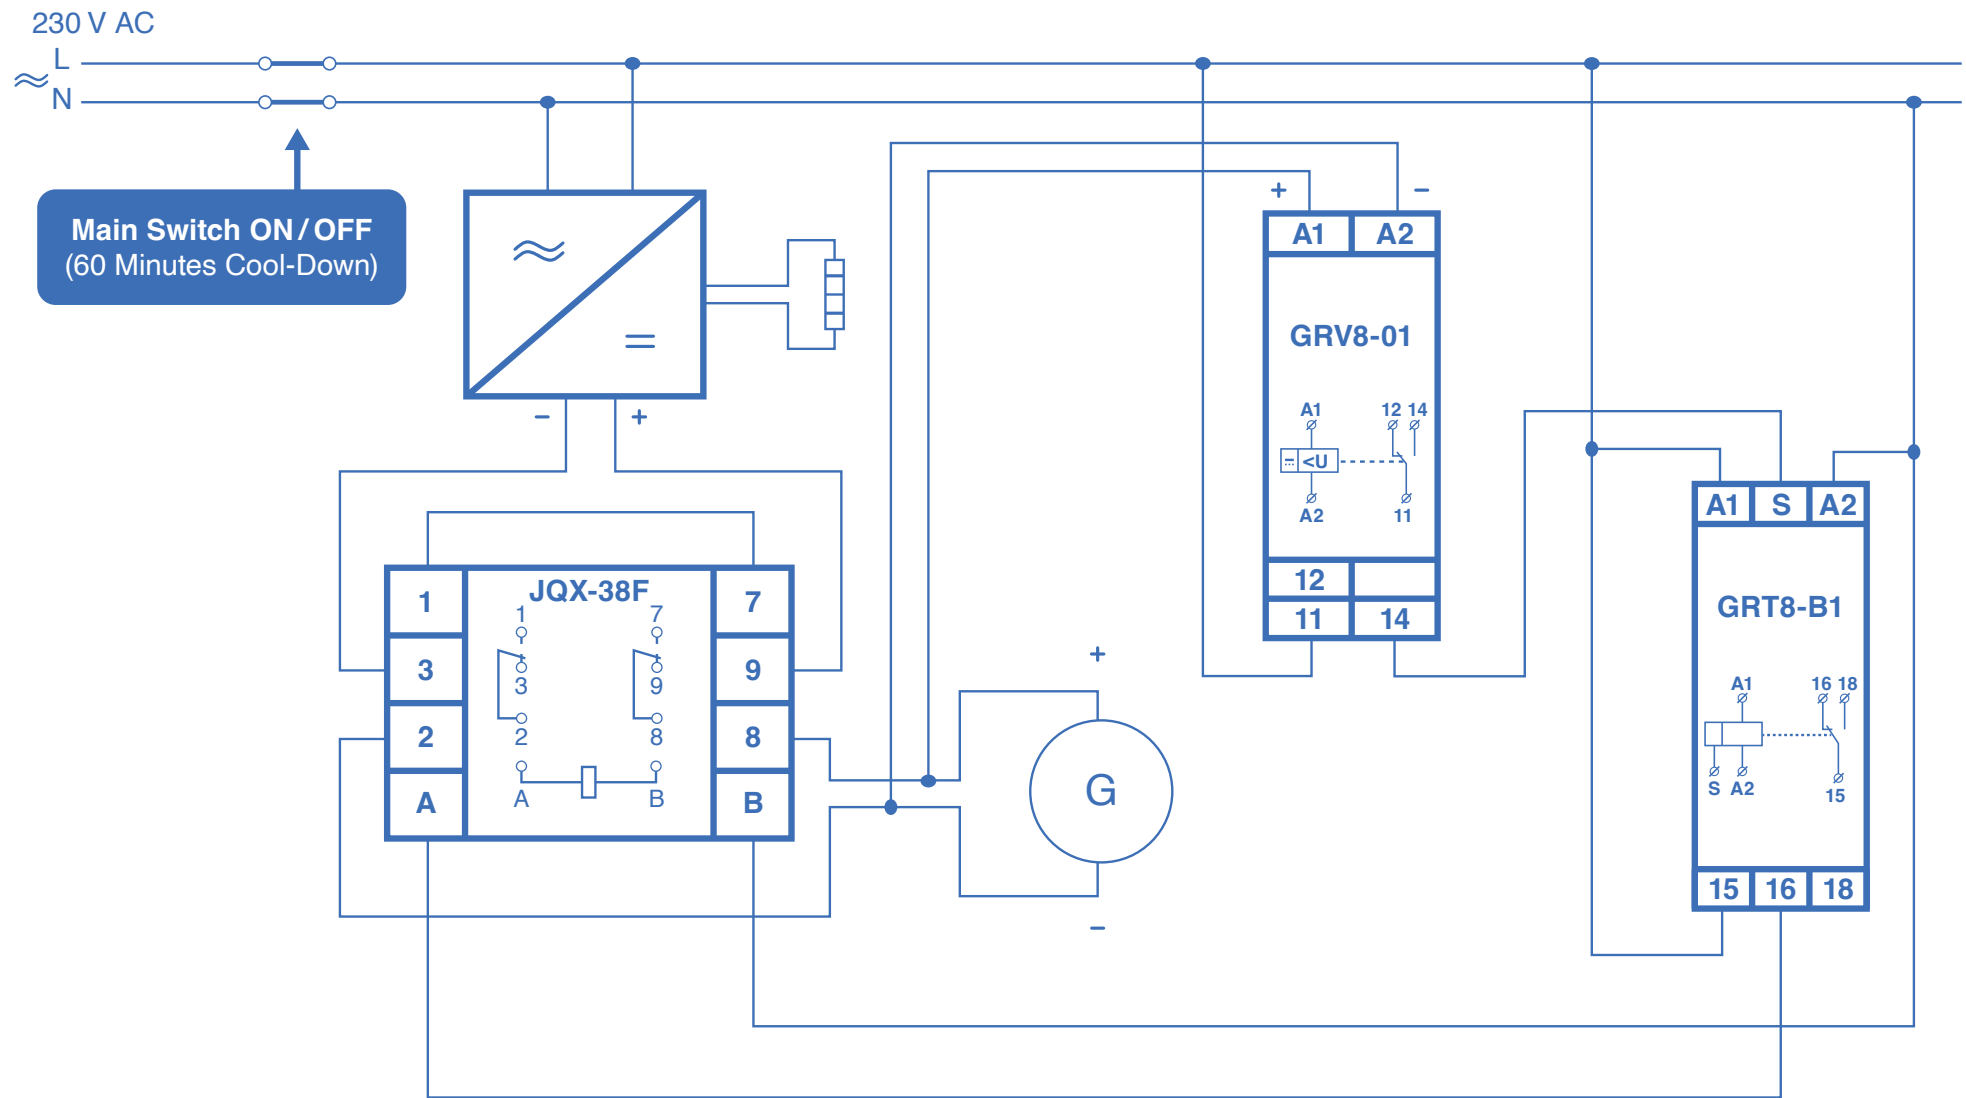 230 V AC
L
N
Main Switch ON / OFF
(60 Minutes Cool-Down)
− +
+ −
A1 A2
GRV8-01
A1 12 14
<U
A2 11
12
11 14
A1 S A2
GRT8-B1
A1 16 18
S A2 15
15 16 18
JQX-38F
1 1 7 7
3 3 9 9
2 2 8 8
A A B B
+
G
−